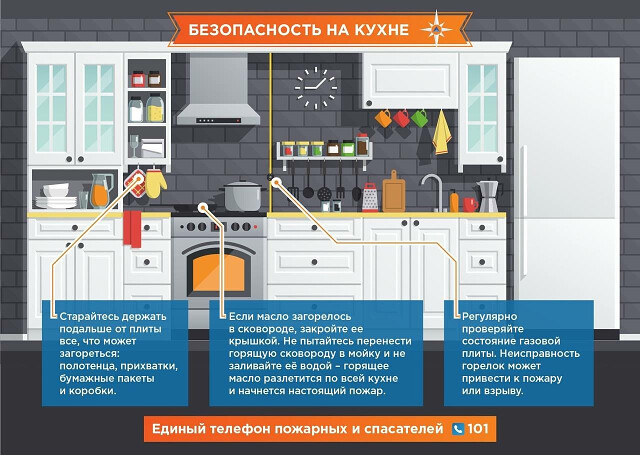 БЕЗОПАСНОСТЬ НА КУХНЕ
Старайтесь держать
подальше от плиты
все, что может
загореться:
полотенца, прихватки,
бумажные пакеты
и коробки.
Если масло загорелось
в сковороде, закройте ее
крышкой. Не пытайтесь перенести
горящую сковороду в мойку и не
заливайте её водой – горящее
масло разлетится по всей кухне
и начнется настоящий пожар.
Регулярно
проверяйте
состояние газовой
плиты. Неисправность
горелок может
привести к пожару
или взрыву.
Единый телефон пожарных и спасателей 101